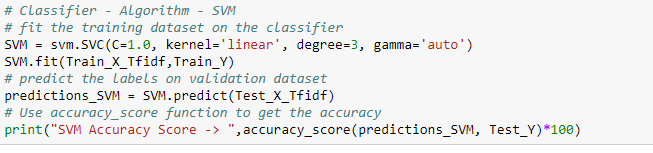 # Classifier - Algorithm - SVM
# fit the training dataset on the classifier
SVM = svm.SVC(C=1.0, kernel='linear', degree=3, gamma='auto')
SVM.fit(Train_X_Tfidf,Train_Y)
# predict the labels on validation dataset
predictions_SVM = SVM.predict(Test_X_Tfidf)
# Use accuracy_score function to get the accuracy
print("SVM Accuracy Score -> ",accuracy_score(predictions_SVM, Test_Y)*100)